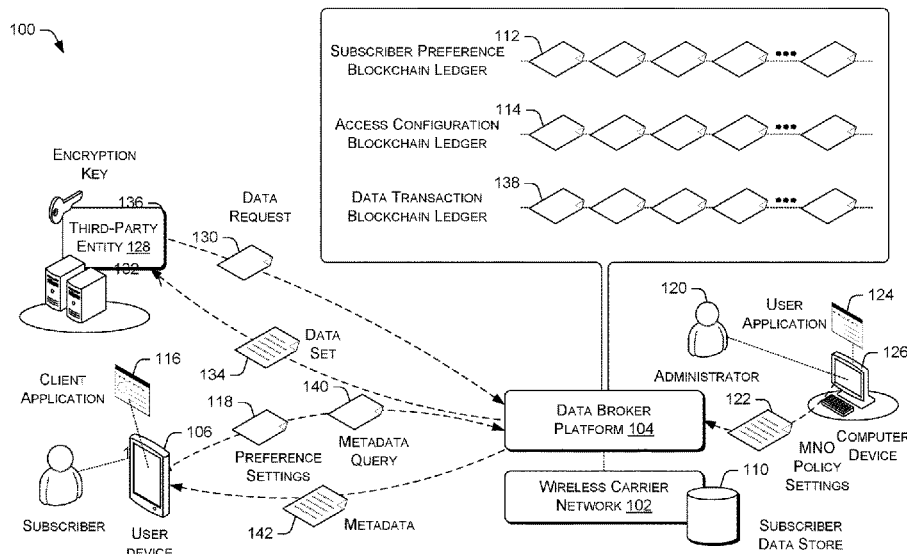 100
SUBSCRIBER PREFERENCE
BLOCKCHAIN LEDGER
112
ACCESS CONFIGURATION
BLOCKCHAIN LEDGER
114
DATA TRANSACTION
BLOCKCHAIN LEDGER
138
ENCRYPTION
KEY
136
THIRD-PARTY
ENTITY 128
132
DATA
REQUEST
130
DATA
SET
134
CLIENT
APPLICATION
116
118
140
106
PREFERENCE
SETTINGS
METADATA
QUERY
SUBSCRIBER
USER
DEVICE
142
METADATA
DATA BROKER
PLATFORM 104
WIRELESS CARRIER
NETWORK 102
110
SUBSCRIBER
DATA STORE
120
ADMINISTRATOR
USER
APPLICATION
124
126
122
MNO
POLICY
SETTINGS
COMPUTER
DEVICE